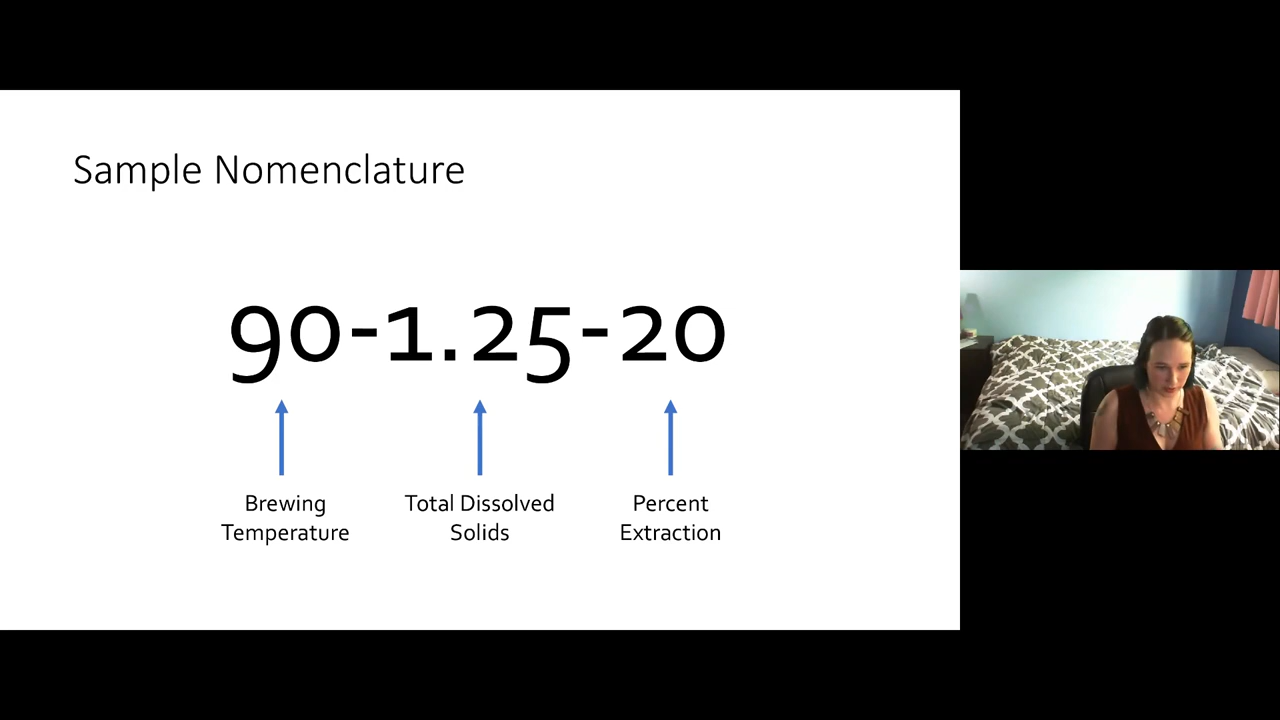 Sample Nomenclature
90-1.25-20
Brewing
Temperature
Total Dissolved
Solids
Percent
Extraction